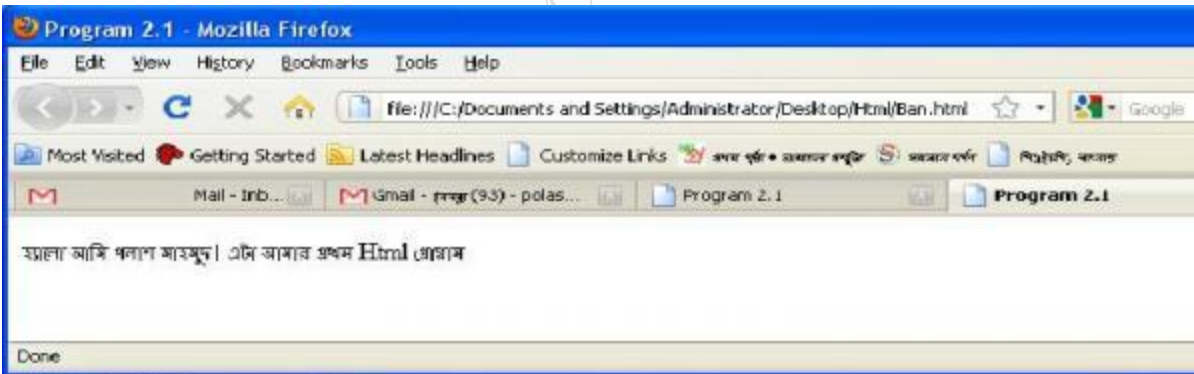 Program 2.1 - Mozilla Firefox
File Edit View History Bookmarks Tools Help
file:///C:/Documents and Settings/Administrator/Desktop/Html/Ban.html Google
Most Visited Getting Started Latest Headlines Customize Links
Mail - Inb... Gmail - (93) - polas... Program 2.1 Program 2.1
হ্যালো আমি পলাশ মাহমুদ। এটা আমার প্রথম Html প্রোগ্রাম
Done